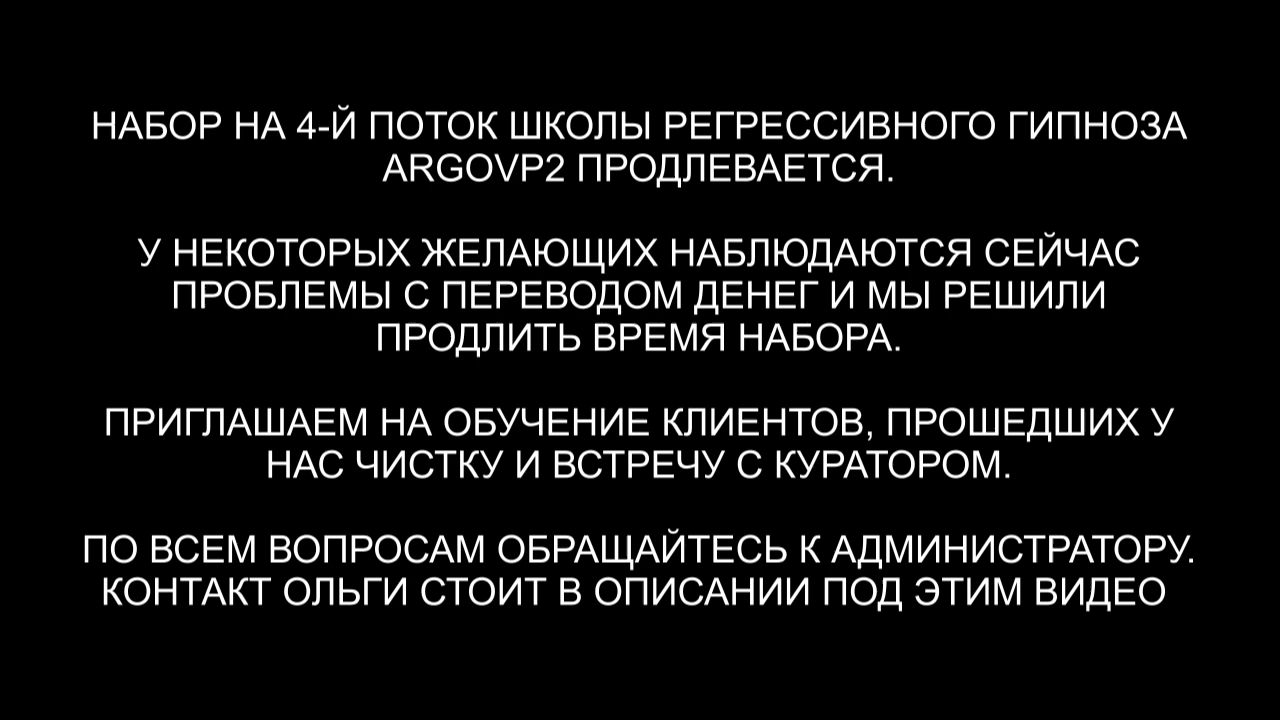 НАБОР НА 4-Й ПОТОК ШКОЛЫ РЕГРЕССИВНОГО ГИПНОЗА
ARGOVP2 ПРОДЛЕВАЕТСЯ.
У НЕКОТОРЫХ ЖЕЛАЮЩИХ НАБЛЮДАЮТСЯ СЕЙЧАС
ПРОБЛЕМЫ С ПЕРЕВОДОМ ДЕНЕГ И МЫ РЕШИЛИ
ПРОДЛИТЬ ВРЕМЯ НАБОРА.
ПРИГЛАШАЕМ НА ОБУЧЕНИЕ КЛИЕНТОВ, ПРОШЕДШИХ У
НАС ЧИСТКУ И ВСТРЕЧУ С КУРАТОРОМ.
ПО ВСЕМ ВОПРОСАМ ОБРАЩАЙТЕСЬ К АДМИНИСТРАТОРУ.
КОНТАКТ ОЛЬГИ СТОИТ В ОПИСАНИИ ПОД ЭТИМ ВИДЕО